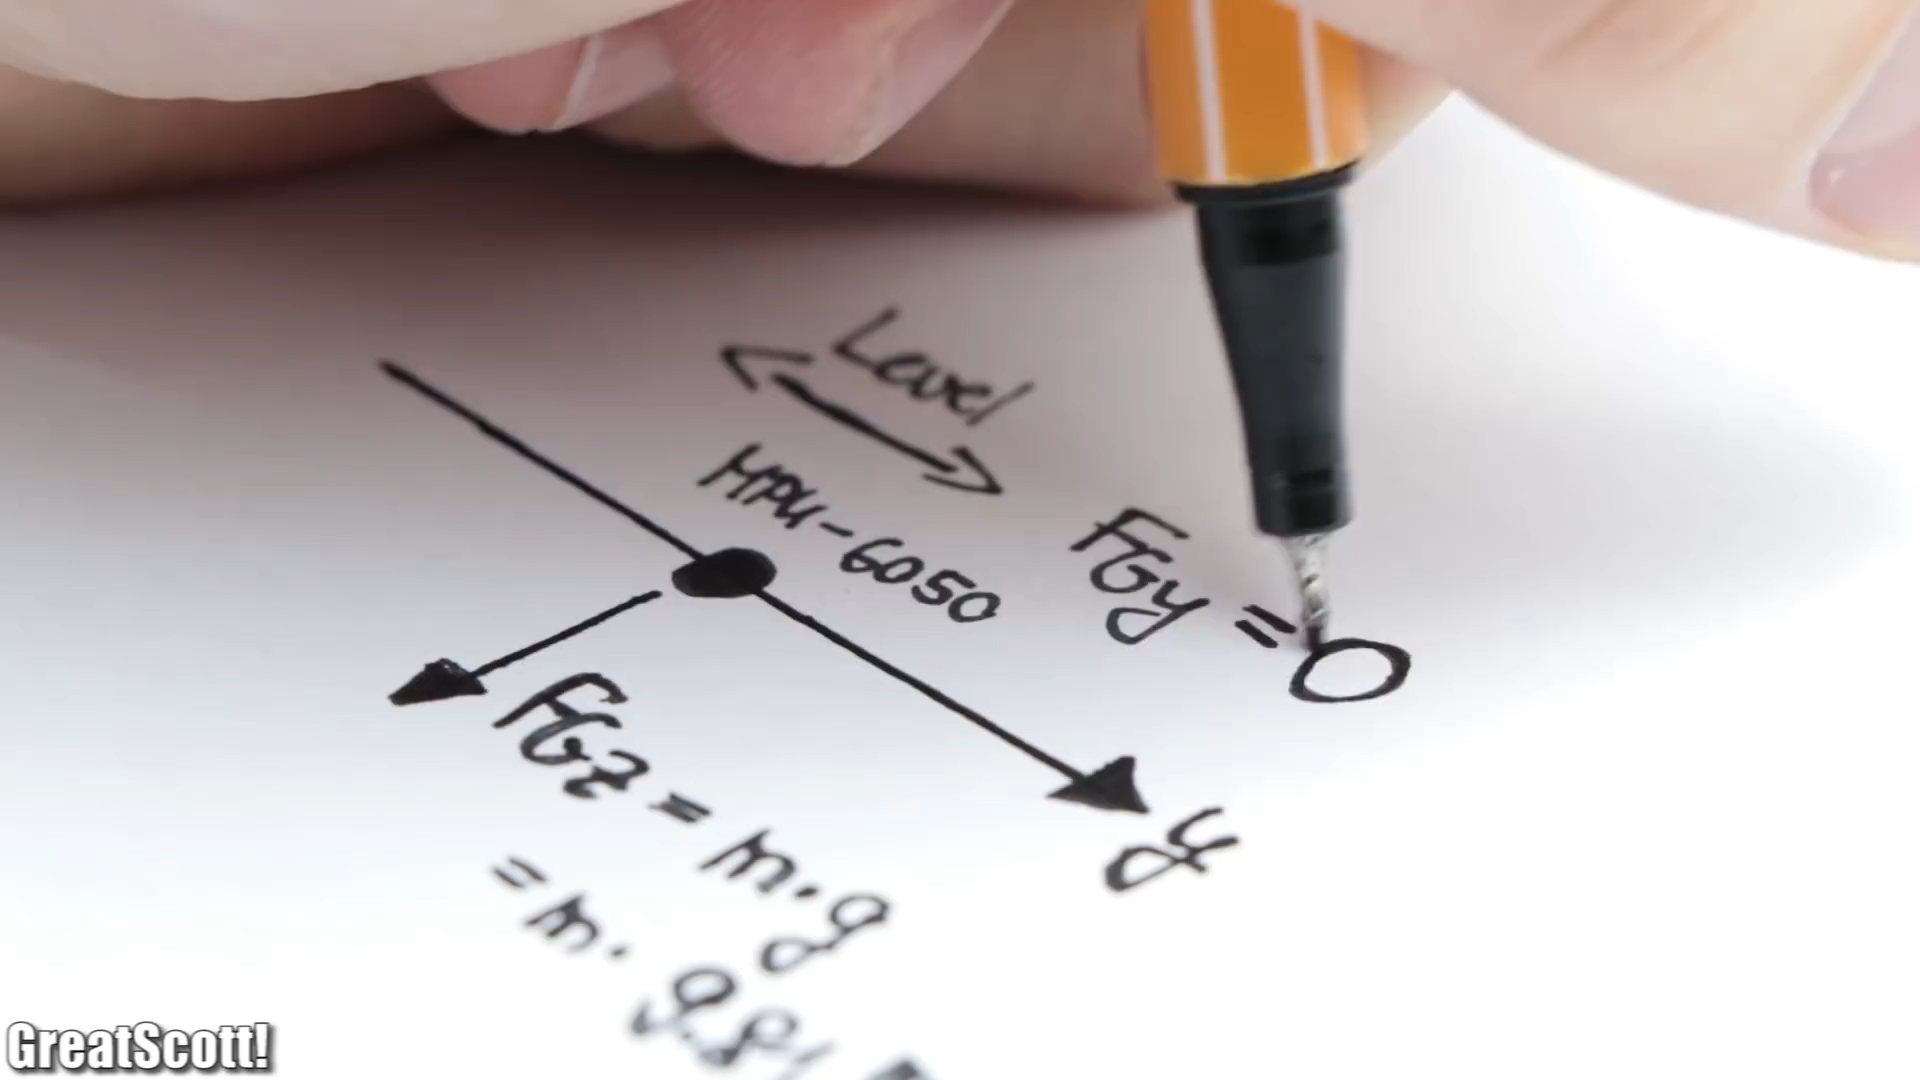 Level
MPU-6050
FGy = 0
y
FGz = m·g
= m· 9.81
GreatScott!